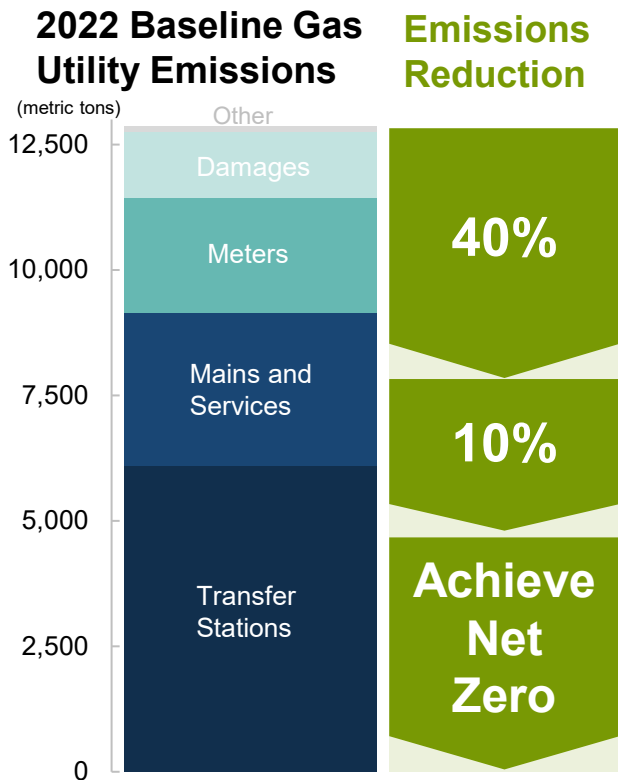 2022 Baseline Gas
Utility Emissions
(metric tons)
Emissions
Reduction
12,500
10,000
7,500
5,000
2,500
0
Other
Damages
Meters
Mains and
Services
Transfer
Stations
40%
10%
Achieve
Net
Zero